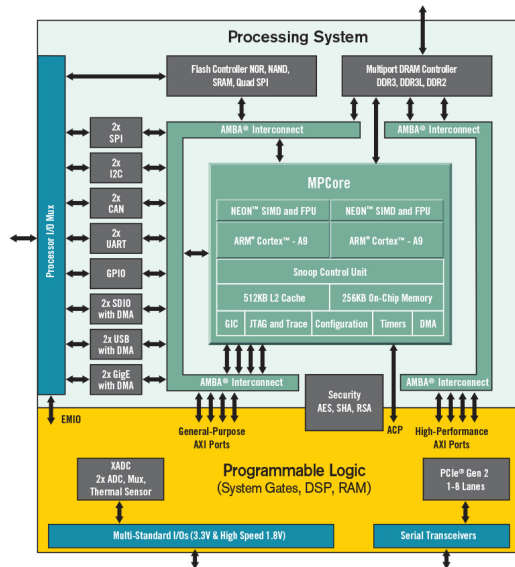 Processing System
Flash Controller NOR, NAND,
SRAM, Quad SPI
Multiport DRAM Controller
DDR3, DDR3L, DDR2
Processor I/O Mux
2x
SPI
2x
I2C
2x
CAN
2x
UART
GPIO
2x SDIO
with DMA
2x USB
with DMA
2x GigE
with DMA
AMBA® Interconnect
AMBA® Interconnect
MPCore
NEON™ SIMD and FPU
NEON™ SIMD and FPU
ARM® Cortex™ - A9
ARM® Cortex™ - A9
Snoop Control Unit
512KB L2 Cache
256KB On-Chip Memory
GIC
JTAG and Trace
Configuration
Timers
DMA
AMBA® Interconnect
AMBA® Interconnect
Security
AES, SHA, RSA
EMIO
General-Purpose
AXI Ports
ACP
High-Performance
AXI Ports
Programmable Logic
(System Gates, DSP, RAM)
XADC
2x ADC, Mux,
Thermal Sensor
PCIe® Gen 2
1-8 Lanes
Multi-Standard I/Os (3.3V & High Speed 1.8V)
Serial Transceivers